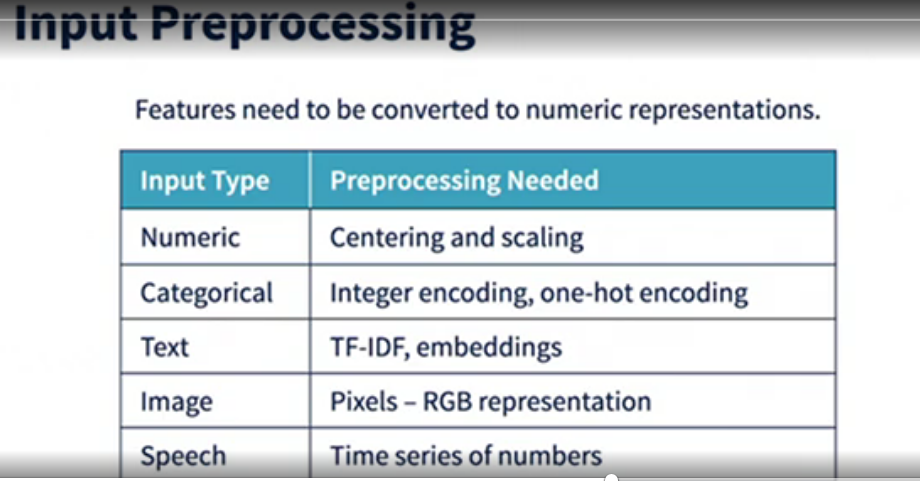 Input Preprocessing
Features need to be converted to numeric representations.
Input Type Preprocessing Needed
Numeric Centering and scaling
Categorical Integer encoding, one-hot encoding
Text TF-IDF, embeddings
Image Pixels – RGB representation
Speech Time series of numbers